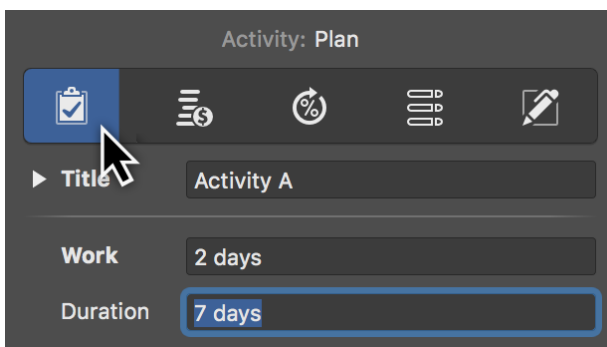 Activity: Plan
Title Activity A
Work 2 days
Duration 7 days